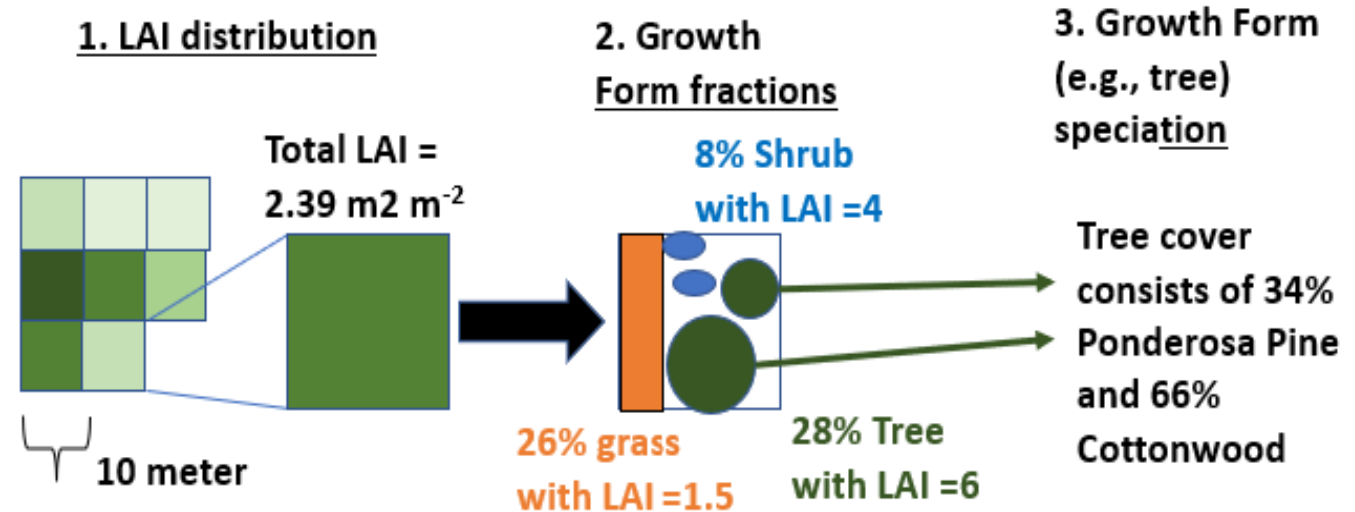 1. LAI distribution
Total LAI =
2.39 m2 m-2
10 meter
2. Growth
Form fractions
8% Shrub
with LAI =4
26% grass
with LAI =1.5
28% Tree
with LAI =6
3. Growth Form
(e.g., tree)
speciation
Tree cover
consists of 34%
Ponderosa Pine
and 66%
Cottonwood